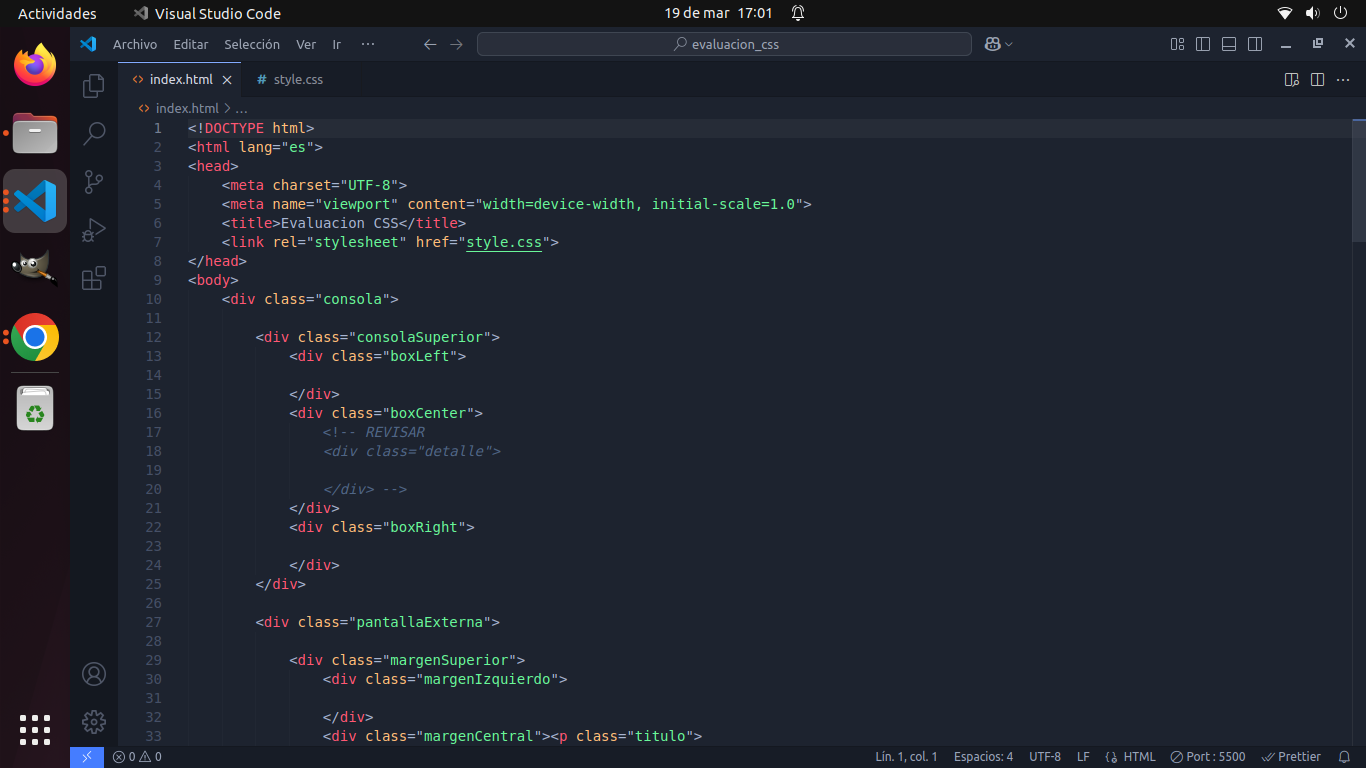 Actividades Visual Studio Code 19 de mar 17:01
Archivo Editar Selección Ver Ir ··· evaluacion_css
index.html style.css
index.html > ...
1 <!DOCTYPE html>
2 <html lang="es">
3 <head>
4 <meta charset="UTF-8">
5 <meta name="viewport" content="width=device-width, initial-scale=1.0">
6 <title>Evaluacion CSS</title>
7 <link rel="stylesheet" href="style.css">
8 </head>
9 <body>
10 <div class="consola">
11
12 <div class="consolaSuperior">
13 <div class="boxLeft">
14
15 </div>
16 <div class="boxCenter">
17 <!-- REVISAR
18 <div class="detalle">
19
20 </div> -->
21 </div>
22 <div class="boxRight">
23
24 </div>
25 </div>
26
27 <div class="pantallaExterna">
28
29 <div class="margenSuperior">
30 <div class="margenIzquierdo">
31
32 </div>
33 <div class="margenCentral"><p class="titulo">
0 0 Lín. 1, col. 1 Espacios: 4 UTF-8 LF HTML Port : 5500 Prettier